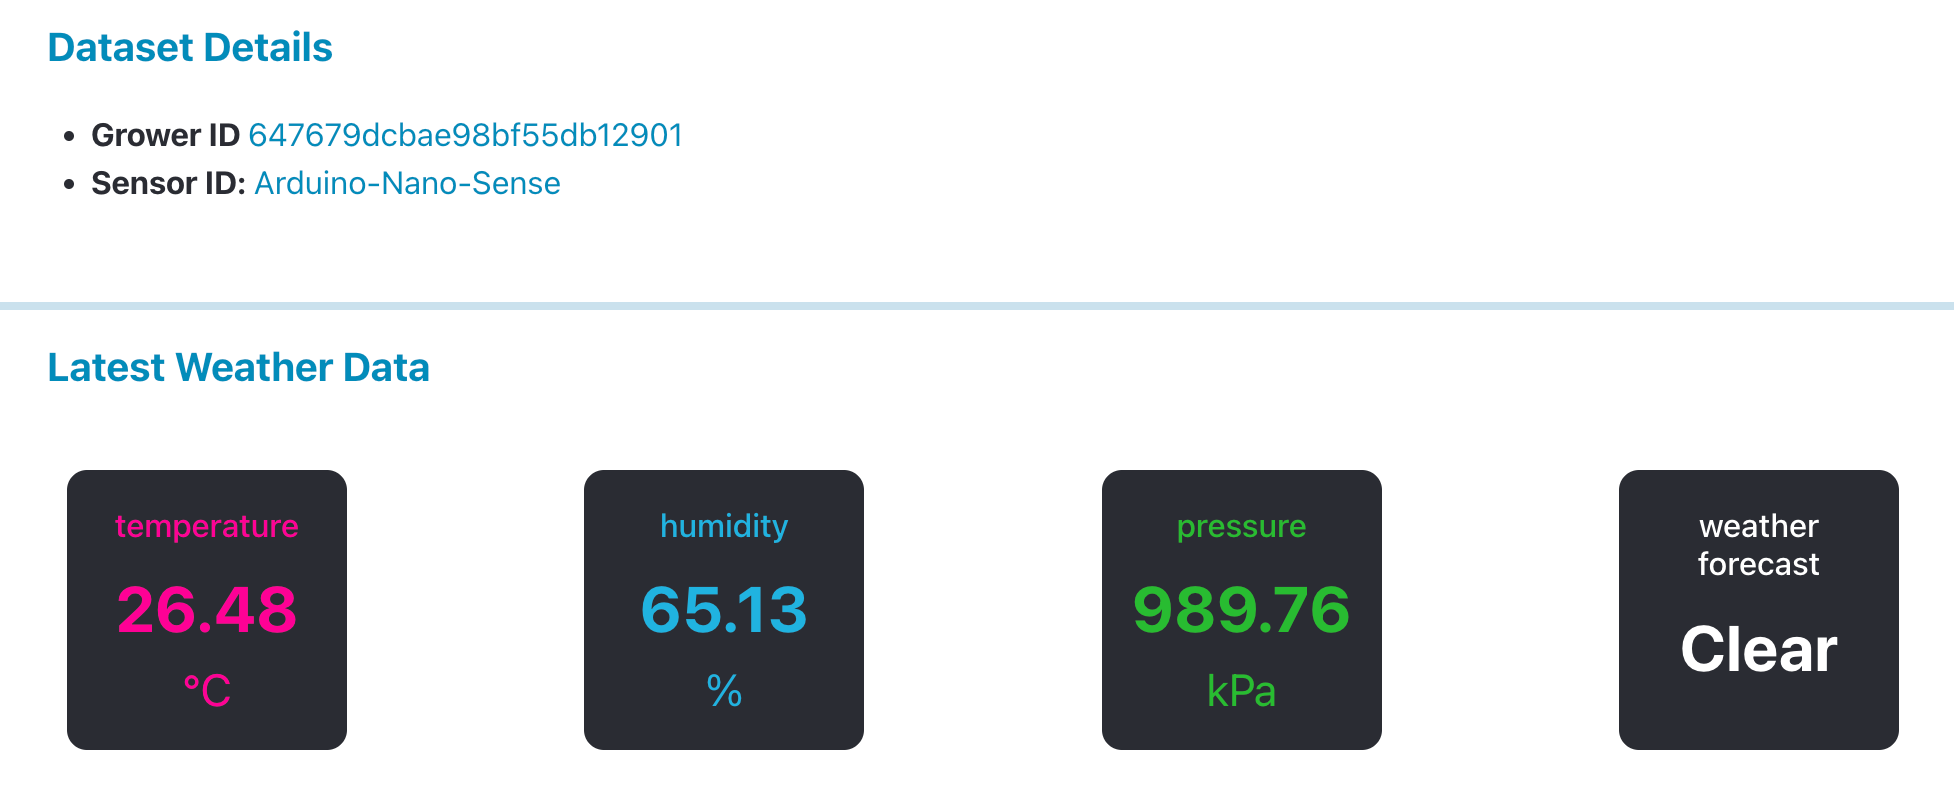 Dataset Details
• Grower ID 647679dcbae98bf55db12901
• Sensor ID: Arduino-Nano-Sense
Latest Weather Data
temperature
26.48
°C
humidity
65.13
%
pressure
989.76
kPa
weather
forecast
Clear